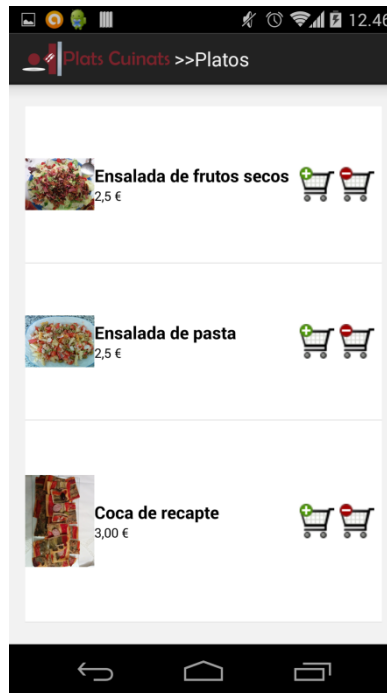 12.46
Plats Cuinats >>Platos
Ensalada de frutos secos
2,5 €
Ensalada de pasta
2,5 €
Coca de recapte
3,00 €